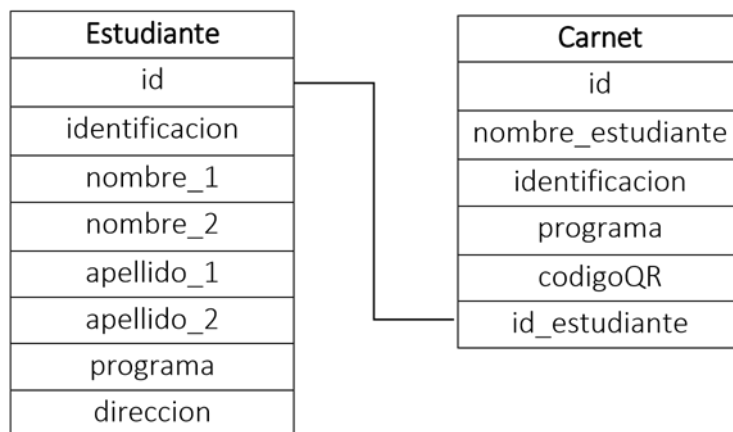 Estudiante
id
identificacion
nombre_1
nombre_2
apellido_1
apellido_2
programa
direccion
Carnet
id
nombre_estudiante
identificacion
programa
codigoQR
id_estudiante